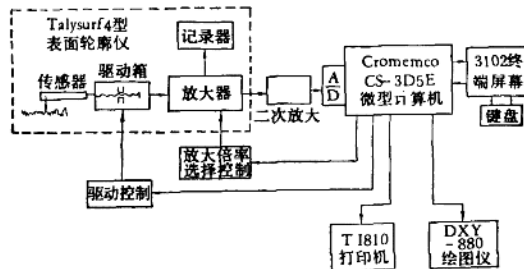 Talysurf4型
表面轮廓仪
传感器
驱动箱
记录器
放大器
二次放大
A
D
Cromemco
CS-3D5E
微型计算机
3102终
端屏幕
键盘
放大倍率
选择控制
驱动控制
TI810
打印机
DXY
-880
绘图仪